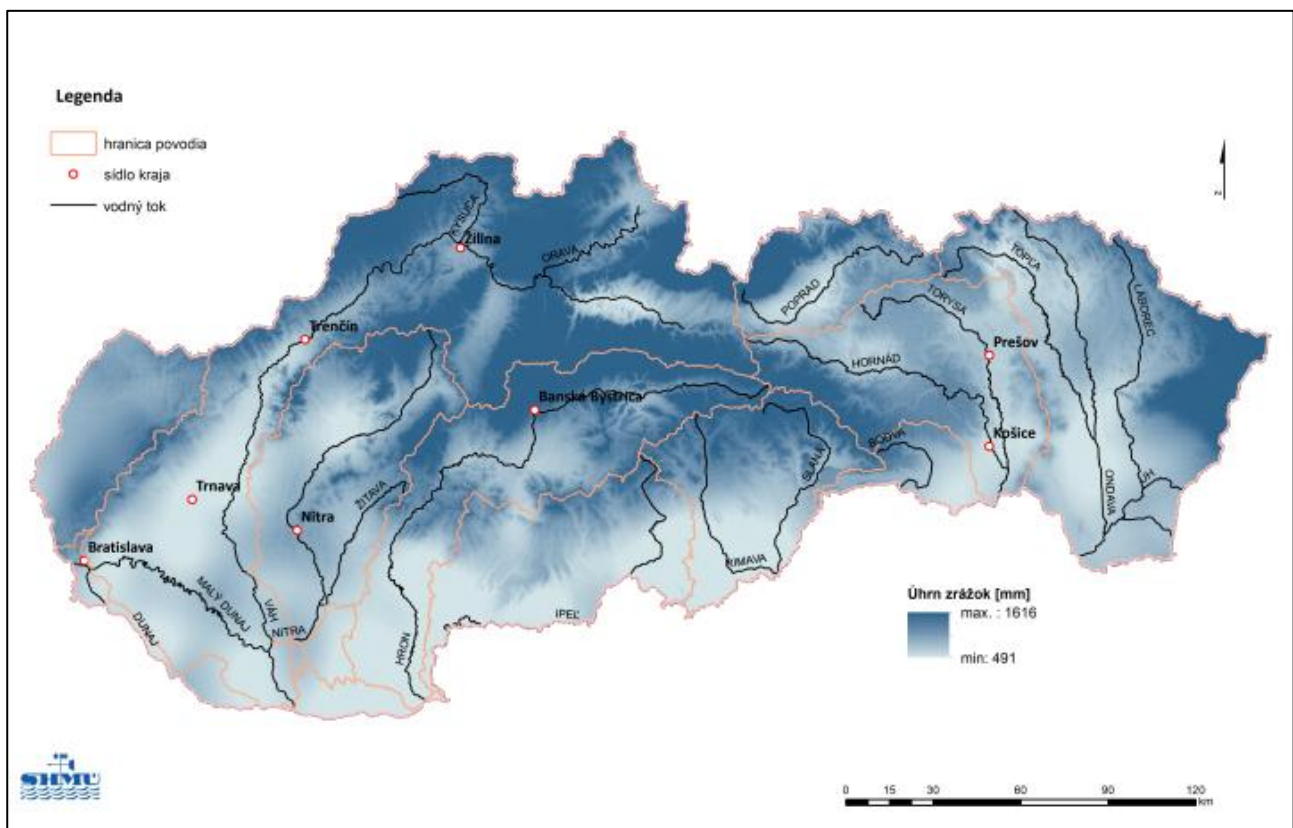 Legenda
hranica povodia
sídlo kraja
vodný tok
N
KYSUCA
Žilina
ORAVA
POPRAD
TORYSA
TOPĽA
LABOREC
Trenčín
Prešov
HORNÁD
Banská Bystrica
Košice
BODVA
SLANÁ
Trnava
ŽITAVA
Nitra
ONDAVA
UH
Bratislava
RIMAVA
MALÝ DUNAJ
VÁH
DUNAJ
NITRA
HRON
IPEĽ
Úhrn zrážok [mm]
max. : 1616
min: 491
SHMÚ
0 15 30 60 90 120
km